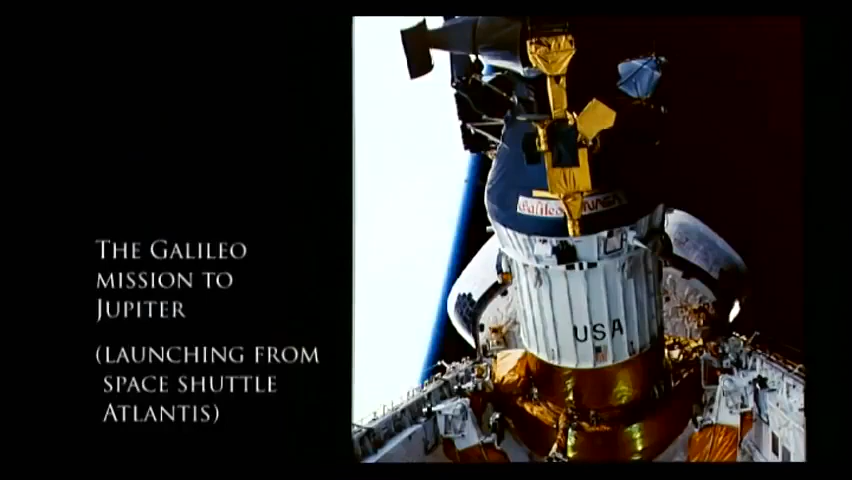 The Galileo
mission to
Jupiter
(launching from
space shuttle
Atlantis)
Galileo NASA
USA